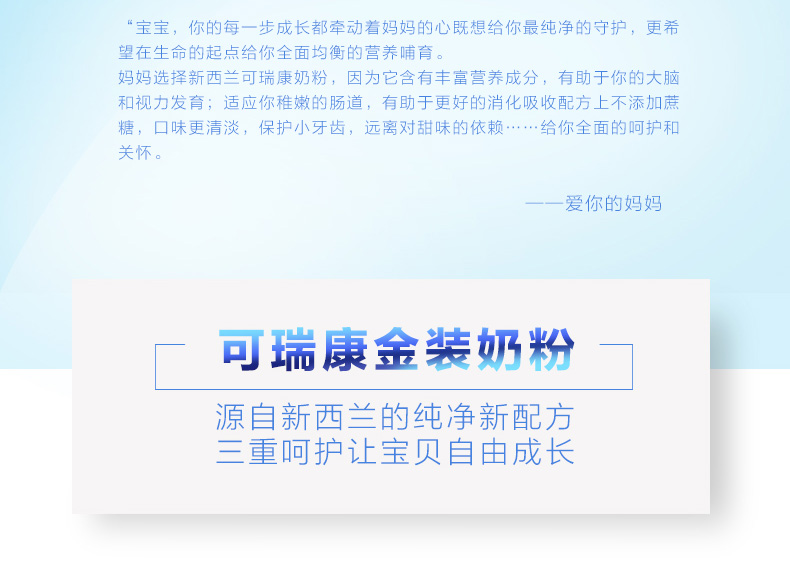 “宝宝，你的每一步成长都牵动着妈妈的心既想给你最纯净的守护，更希
望在生命的起点给你全面均衡的营养哺育。
妈妈选择新西兰可瑞康奶粉，因为它含有丰富营养成分，有助于你的大脑
和视力发育；适应你稚嫩的肠道，有助于更好的消化吸收配方上不添加蔗
糖，口味更清淡，保护小牙齿，远离对甜味的依赖……给你全面的呵护和
关怀。
——爱你的妈妈
可瑞康金装奶粉
源自新西兰的纯净新配方
三重呵护让宝贝自由成长